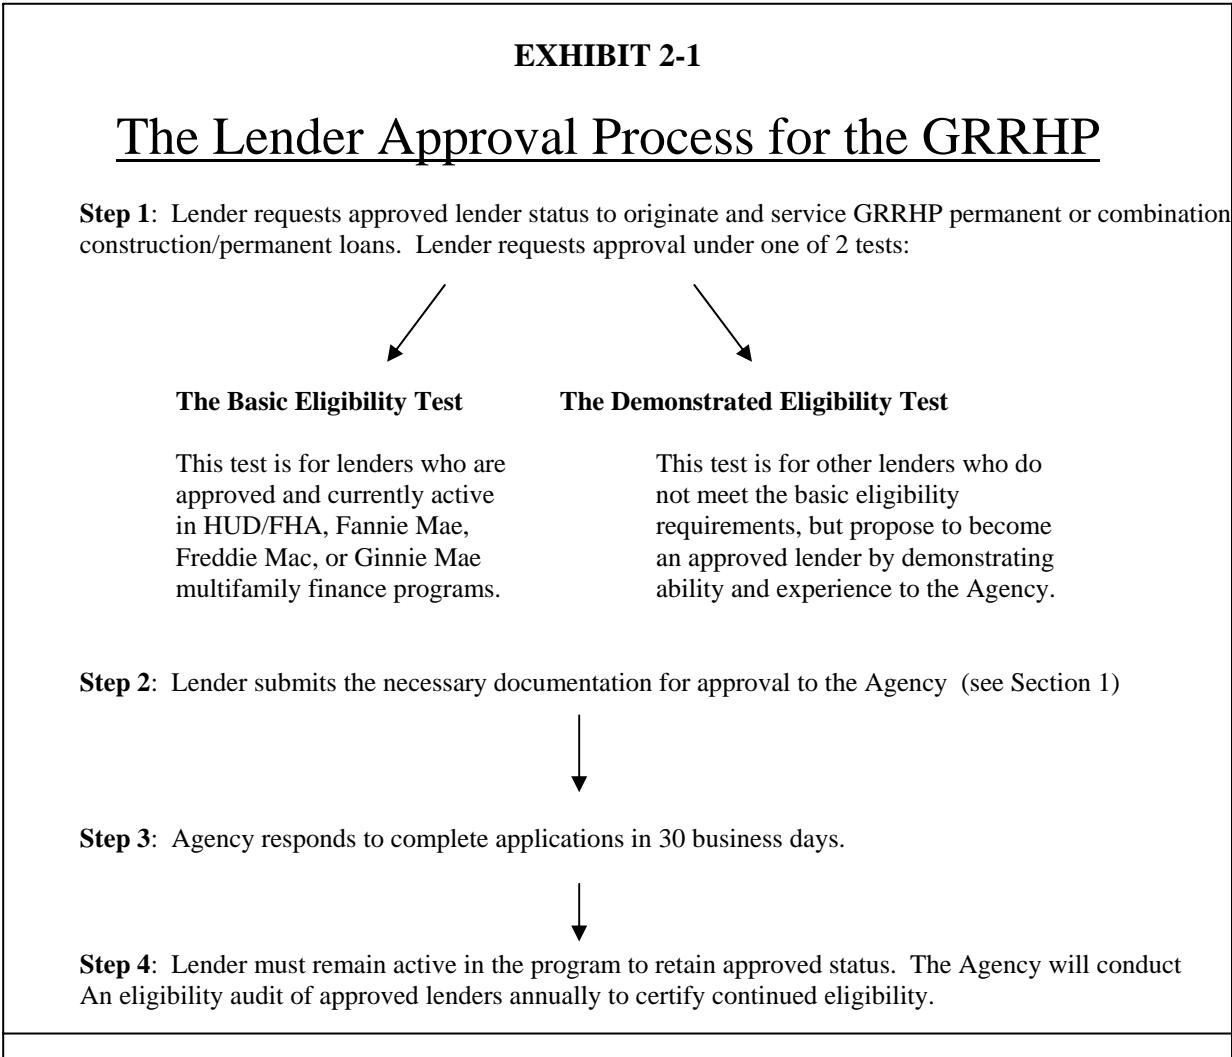 EXHIBIT 2-1
The Lender Approval Process for the GRRHP
Step 1: Lender requests approved lender status to originate and service GRRHP permanent or combination
construction/permanent loans. Lender requests approval under one of 2 tests:
The Basic Eligibility Test
This test is for lenders who are
approved and currently active
in HUD/FHA, Fannie Mae,
Freddie Mac, or Ginnie Mae
multifamily finance programs.
The Demonstrated Eligibility Test
This test is for other lenders who do
not meet the basic eligibility
requirements, but propose to become
an approved lender by demonstrating
ability and experience to the Agency.
Step 2: Lender submits the necessary documentation for approval to the Agency (see Section 1)
Step 3: Agency responds to complete applications in 30 business days.
Step 4: Lender must remain active in the program to retain approved status. The Agency will conduct
An eligibility audit of approved lenders annually to certify continued eligibility.